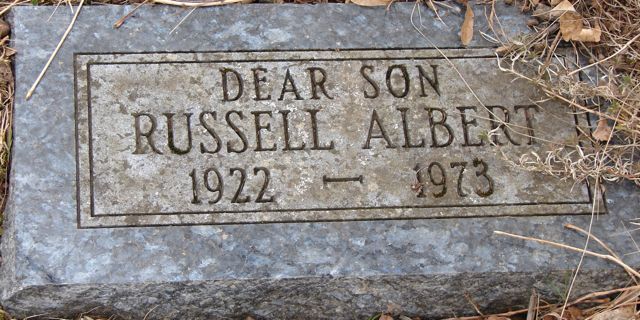 DEAR SON
RUSSELL ALBERT
1922 — 1973